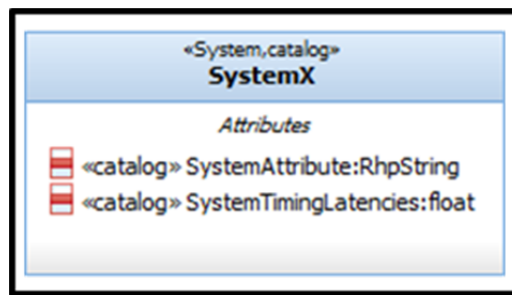 «System,catalog»
SystemX
Attributes
«catalog» SystemAttribute:RhpString
«catalog» SystemTimingLatencies:float